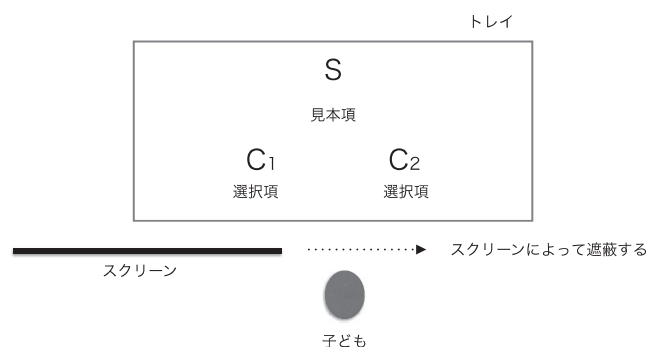 トレイ
S
見本項
C1 C2
選択項 選択項
スクリーンによって遮蔽する
スクリーン
子ども